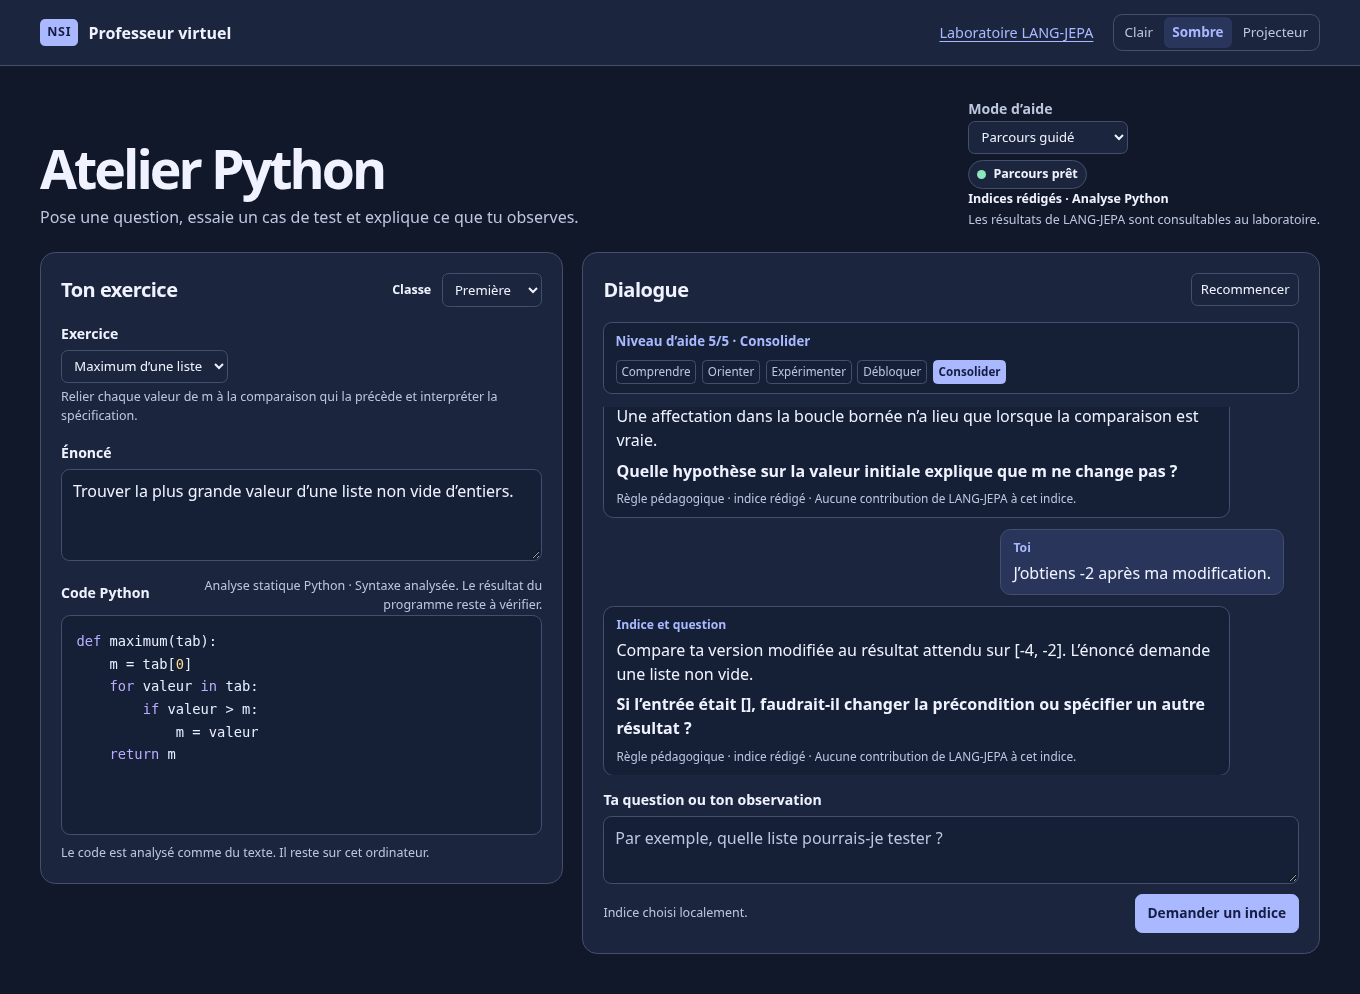 NSI Professeur virtuel
Laboratoire LANG-JEPA
Clair Sombre Projecteur
Mode d’aide
Parcours guidé
Parcours prêt
Indices rédigés · Analyse Python
Les résultats de LANG-JEPA sont consultables au laboratoire.
Atelier Python
Pose une question, essaie un cas de test et explique ce que tu observes.
Ton exercice
Classe Première
Exercice
Maximum d’une liste
Relier chaque valeur de m à la comparaison qui la précède et interpréter la
spécification.
Énoncé
Trouver la plus grande valeur d’une liste non vide d’entiers.
Code Python
Analyse statique Python · Syntaxe analysée. Le résultat du
programme reste à vérifier.
def maximum(tab):
    m = tab[0]
    for valeur in tab:
        if valeur > m:
            m = valeur
    return m
Le code est analysé comme du texte. Il reste sur cet ordinateur.
Dialogue
Recommencer
Niveau d’aide 5/5 · Consolider
Comprendre Orienter Expérimenter Débloquer Consolider
Une affectation dans la boucle bornée n’a lieu que lorsque la comparaison est
vraie.
Quelle hypothèse sur la valeur initiale explique que m ne change pas ?
Règle pédagogique · indice rédigé · Aucune contribution de LANG-JEPA à cet indice.
Toi
J’obtiens -2 après ma modification.
Indice et question
Compare ta version modifiée au résultat attendu sur [-4, -2]. L’énoncé demande
une liste non vide.
Si l’entrée était [], faudrait-il changer la précondition ou spécifier un autre
résultat ?
Règle pédagogique · indice rédigé · Aucune contribution de LANG-JEPA à cet indice.
Ta question ou ton observation
Par exemple, quelle liste pourrais-je tester ?
Indice choisi localement.
Demander un indice